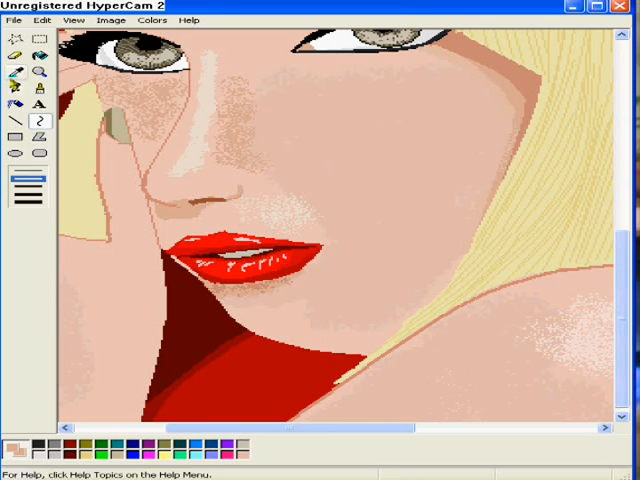 Unregistered HyperCam 2
File Edit View Image Colors Help
A
For Help, click Help Topics on the Help Menu.